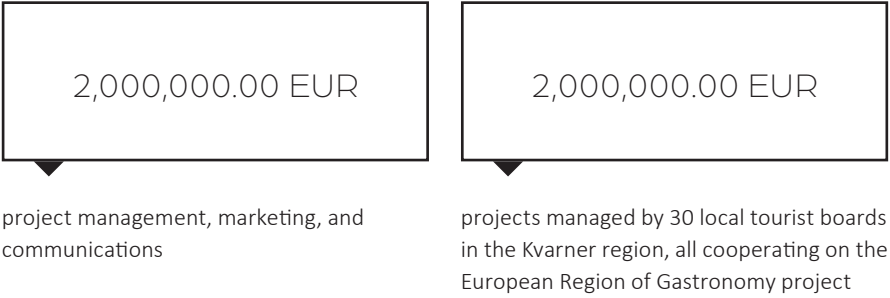 2,000,000.00 EUR
project management, marketing, and
communications
2,000,000.00 EUR
projects managed by 30 local tourist boards
in the Kvarner region, all cooperating on the
European Region of Gastronomy project